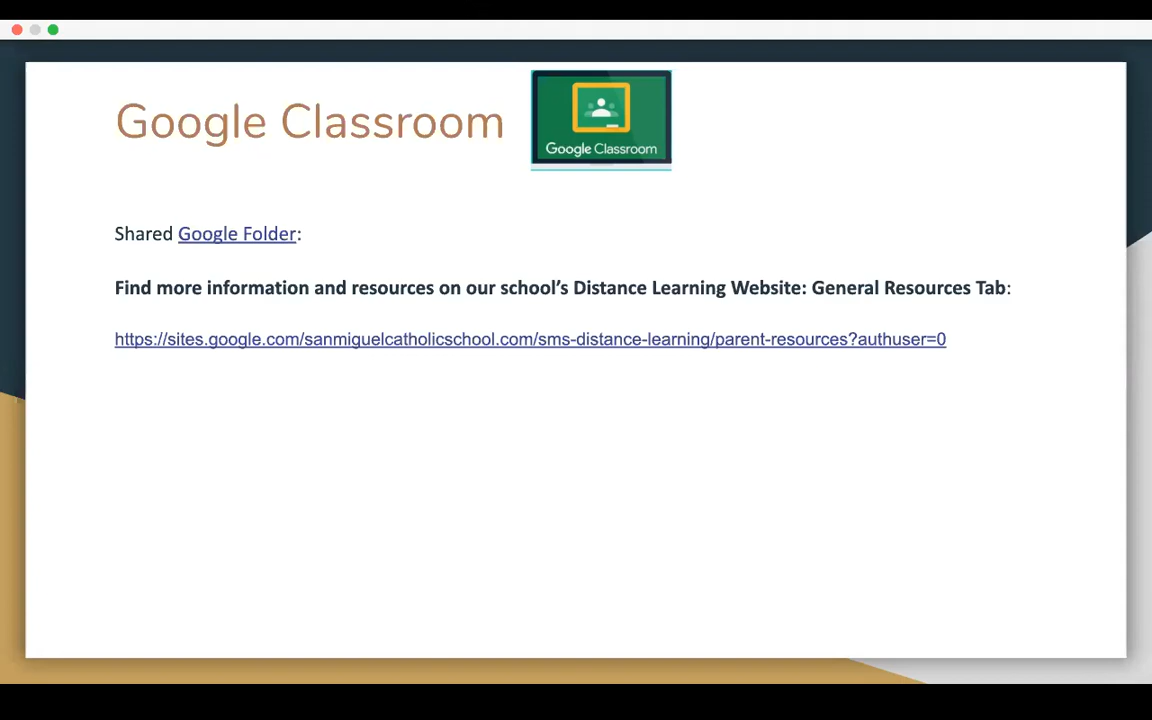 Google Classroom
Google Classroom
Shared Google Folder:
Find more information and resources on our school’s Distance Learning Website: General Resources Tab:
https://sites.google.com/sanmiguelcatholicschool.com/sms-distance-learning/parent-resources?authuser=0